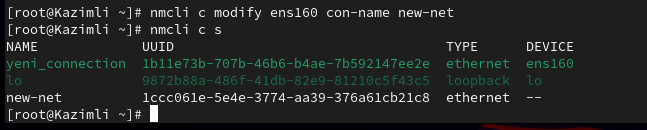 [root@Kazimli ~]# nmcli c modify ens160 con-name new-net
[root@Kazimli ~]# nmcli c s
NAME UUID TYPE DEVICE
yeni_connection 1b11e73b-707b-46b6-b4ae-7b592147ee2e ethernet ens160
lo 9872b88a-486f-41db-82e9-81210c5f43c5 loopback lo
new-net 1ccc061e-5e4e-3774-aa39-376a61cb21c8 ethernet --
[root@Kazimli ~]#